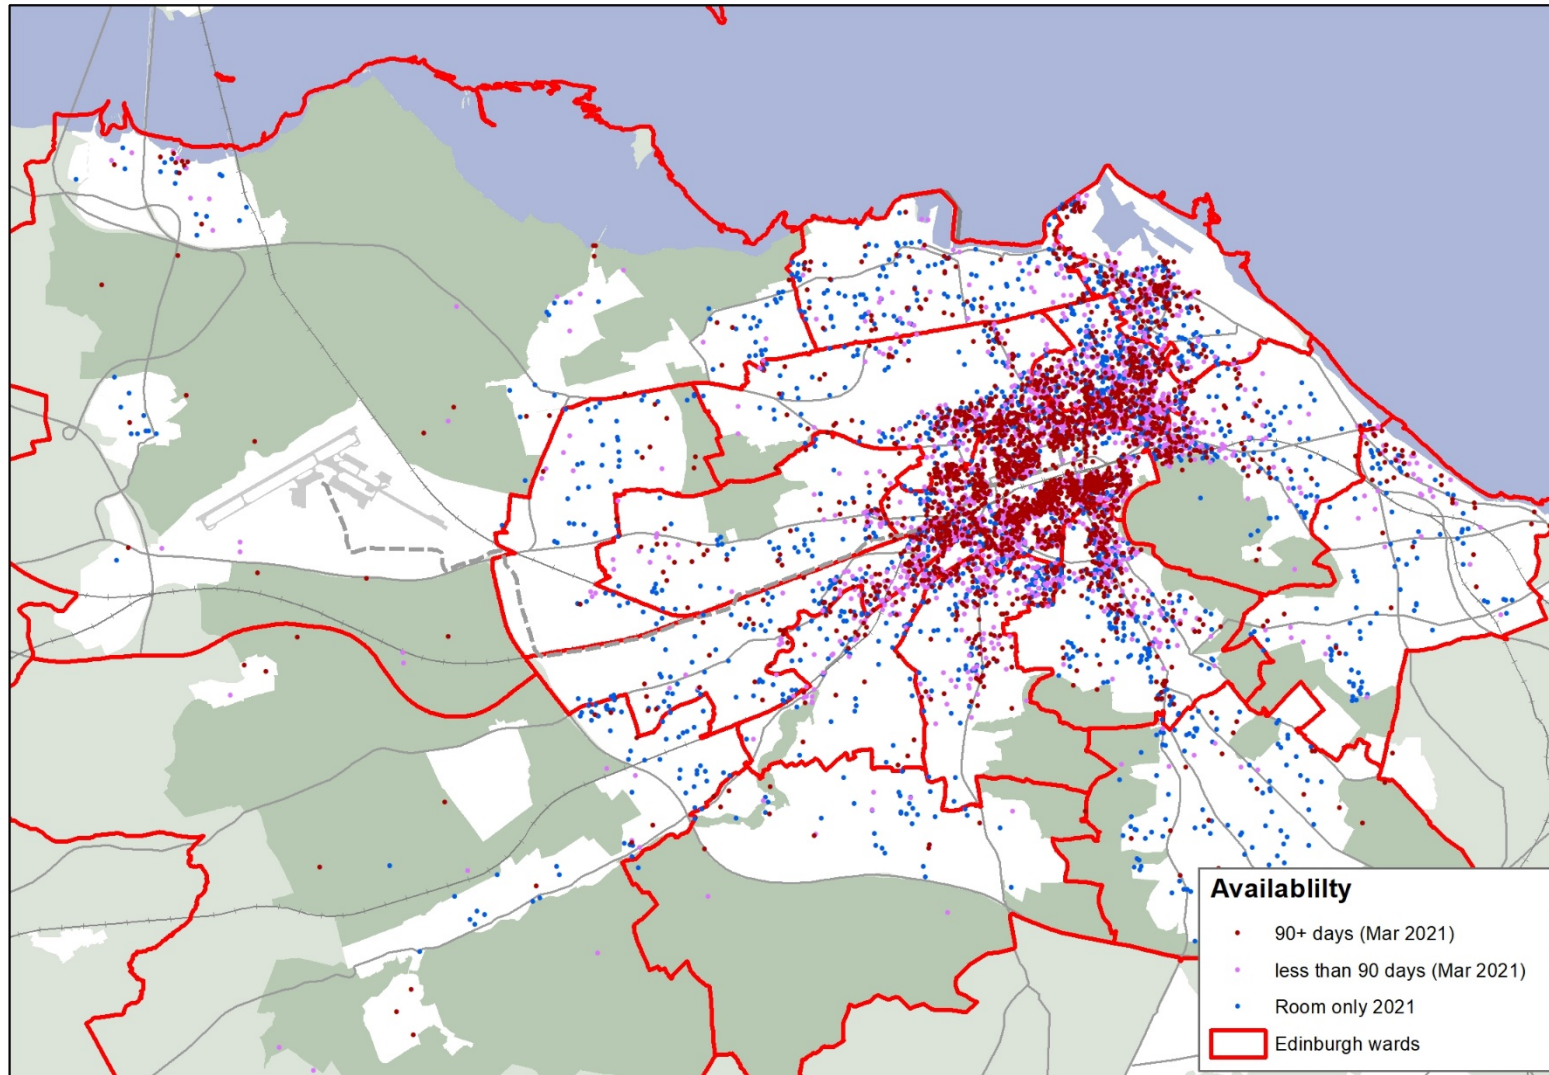 Availablilty
90+ days (Mar 2021)
less than 90 days (Mar 2021)
Room only 2021
Edinburgh wards